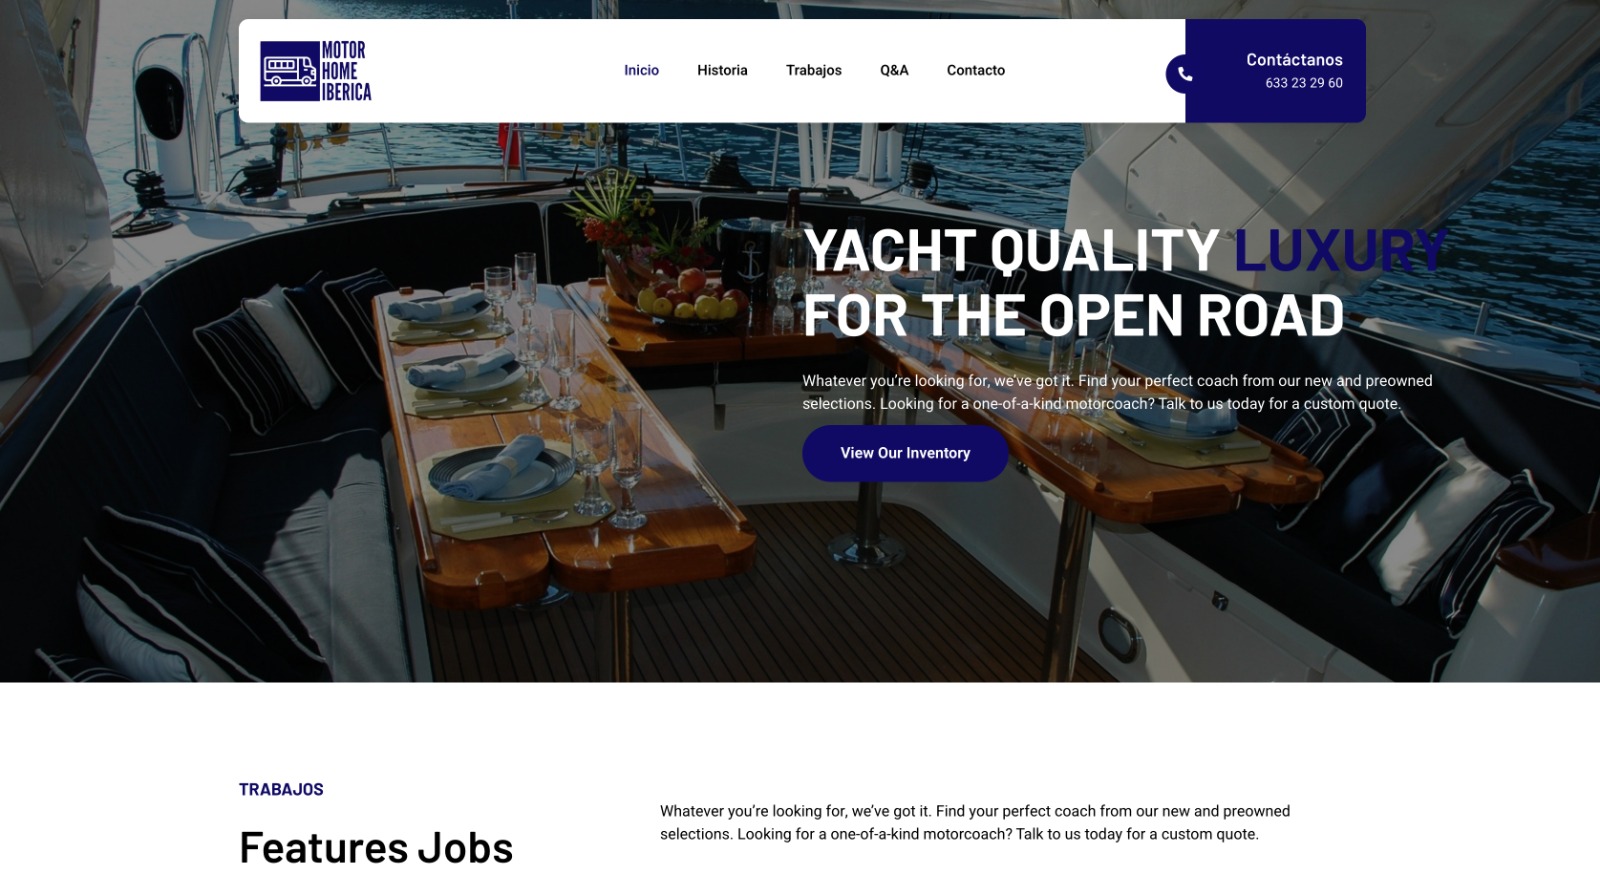 MOTOR
HOME
IBERICA
Inicio
Historia
Trabajos
Q&A
Contacto
Contáctanos
633 23 29 60
YACHT QUALITY LUXURY
FOR THE OPEN ROAD
Whatever you’re looking for, we’ve got it. Find your perfect coach from our new and preowned
selections. Looking for a one-of-a-kind motorcoach? Talk to us today for a custom quote.
View Our Inventory
TRABAJOS
Features Jobs
Whatever you’re looking for, we’ve got it. Find your perfect coach from our new and preowned
selections. Looking for a one-of-a-kind motorcoach? Talk to us today for a custom quote.